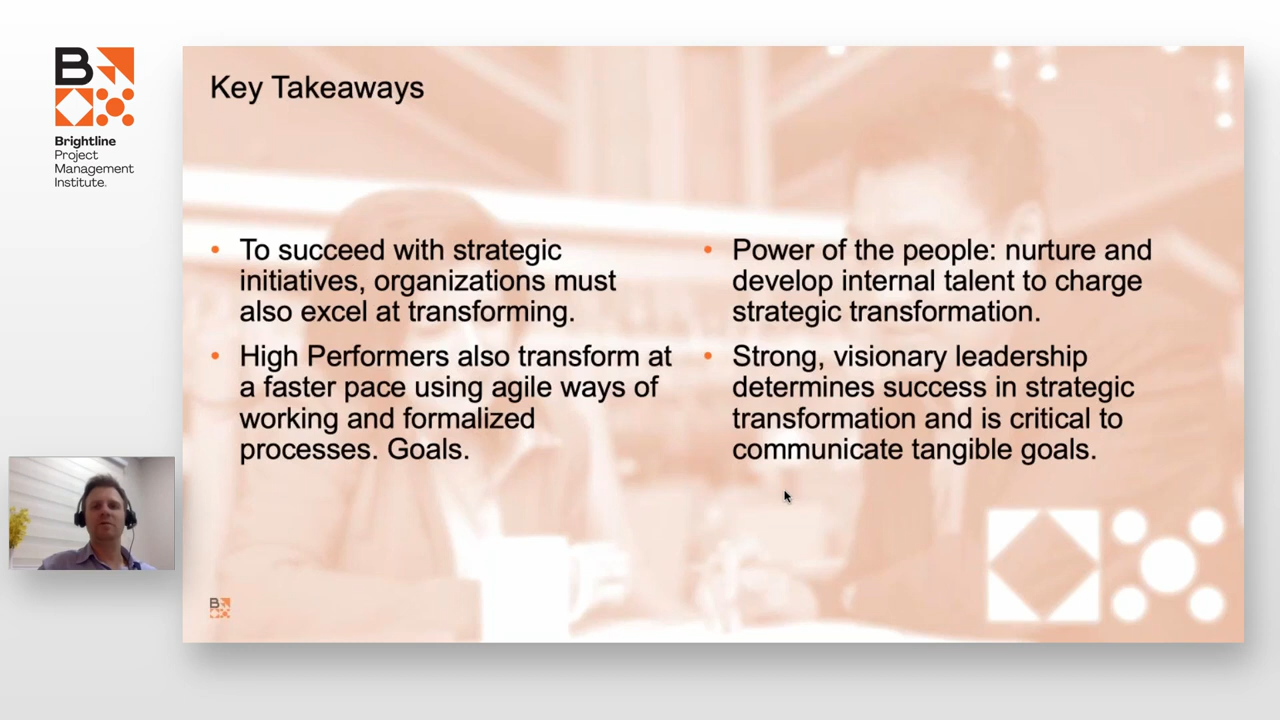 B
Brightline
Project
Management
Institute.
Key Takeaways
• To succeed with strategic
initiatives, organizations must
also excel at transforming.
• High Performers also transform at
a faster pace using agile ways of
working and formalized
processes. Goals.
• Power of the people: nurture and
develop internal talent to charge
strategic transformation.
• Strong, visionary leadership
determines success in strategic
transformation and is critical to
communicate tangible goals.
B